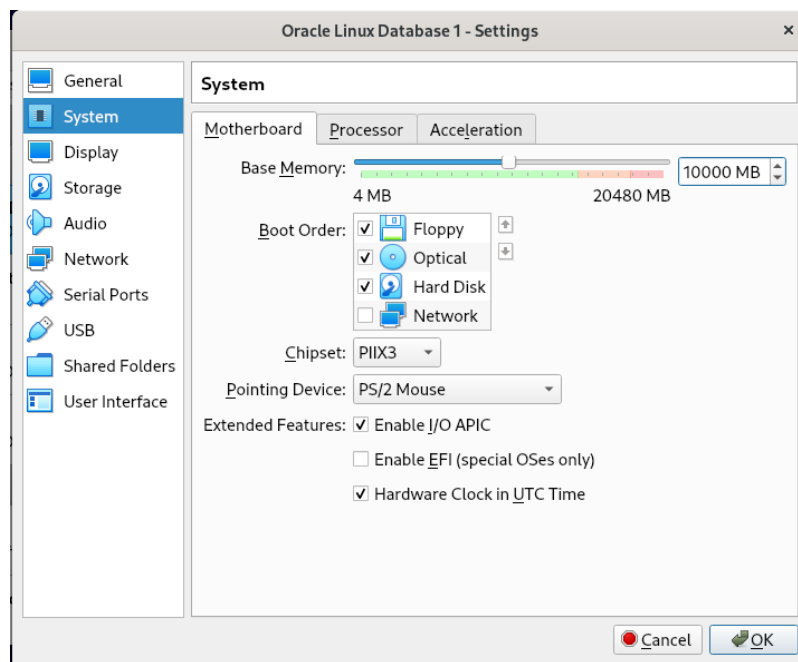 Oracle Linux Database 1 - Settings
General
System
Display
Storage
Audio
Network
Serial Ports
USB
Shared Folders
User Interface
System
Motherboard Processor Acceleration
Base Memory: 10000 MB
4 MB 20480 MB
Boot Order: Floppy
Optical
Hard Disk
Network
Chipset: PIIX3
Pointing Device: PS/2 Mouse
Extended Features: Enable I/O APIC
Enable EFI (special OSes only)
Hardware Clock in UTC Time
Cancel OK